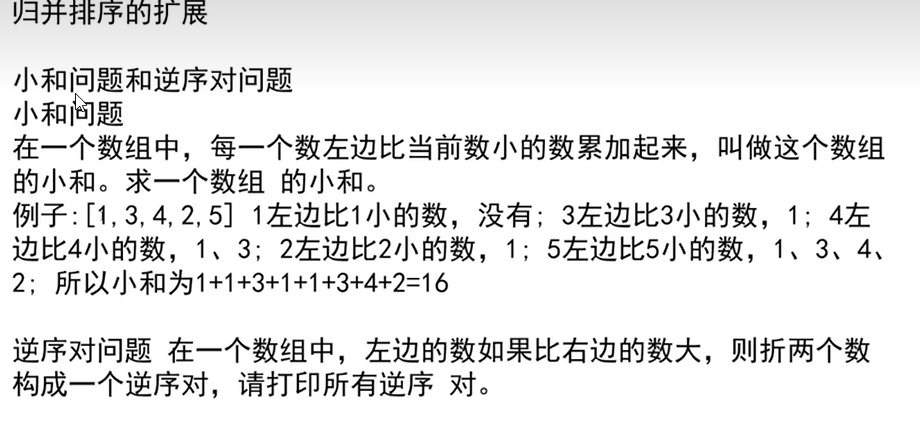 归并排序的扩展
小和问题和逆序对问题
小和问题
在一个数组中，每一个数左边比当前数小的数累加起来，叫做这个数组
的小和。求一个数组 的小和。
例子:[1,3,4,2,5] 1左边比1小的数，没有; 3左边比3小的数，1; 4左
边比4小的数，1、3; 2左边比2小的数，1; 5左边比5小的数，1、3、4、
2; 所以小和为1+1+3+1+1+3+4+2=16
逆序对问题 在一个数组中，左边的数如果比右边的数大，则折两个数
构成一个逆序对，请打印所有逆序 对。